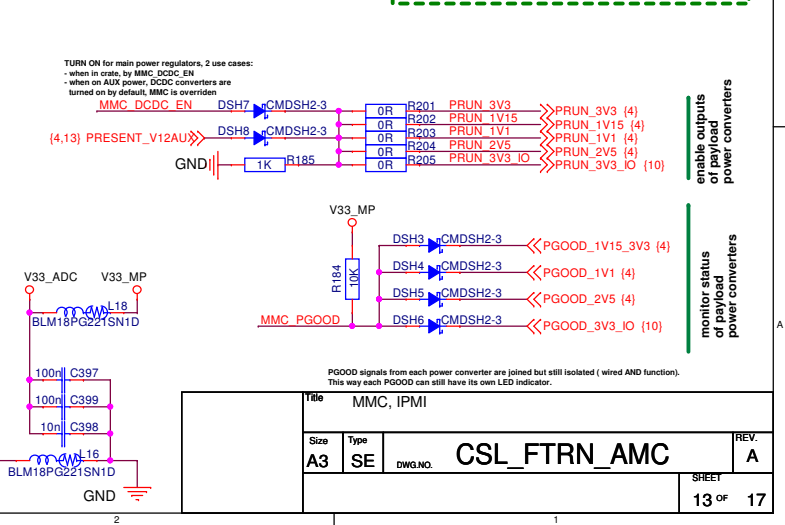 TURN ON for main power regulators, 2 use cases:
- when in crate, by MMC_DCDC_EN
- when on AUX power, DCDC converters are
turned on by default, MMC is overriden
MMC_DCDC_EN DSH7 CMDSH2-3 0R R201 PRUN_3V3 PRUN_3V3 {4}
0R R202 PRUN_1V15 PRUN_1V15 {4}
{4,13} PRESENT_V12AUX DSH8 CMDSH2-3 0R R203 PRUN_1V1 PRUN_1V1 {4}
0R R204 PRUN_2V5 PRUN_2V5 {4}
GND 1K R185 0R R205 PRUN_3V3_IO PRUN_3V3_IO {10}
enable outputs
of payload
power converters
V33_MP
R184 10K
DSH3 CMDSH2-3 PGOOD_1V15_3V3 {4}
DSH4 CMDSH2-3 PGOOD_1V1 {4}
DSH5 CMDSH2-3 PGOOD_2V5 {4}
MMC_PGOOD DSH6 CMDSH2-3 PGOOD_3V3_IO {10}
monitor status
of payload
power converters
V33_ADC V33_MP
L18
BLM18PG221SN1D
100n C397
100n C399
10n C398
L16
BLM18PG221SN1D
GND
PGOOD signals from each power converter are joined but still isolated ( wired AND function).
This way each PGOOD can still have its own LED indicator.
Title MMC, IPMI
Size A3
Type SE
DWG.NO. CSL_FTRN_AMC
REV. A
SHEET
13 OF 17
A
2 1